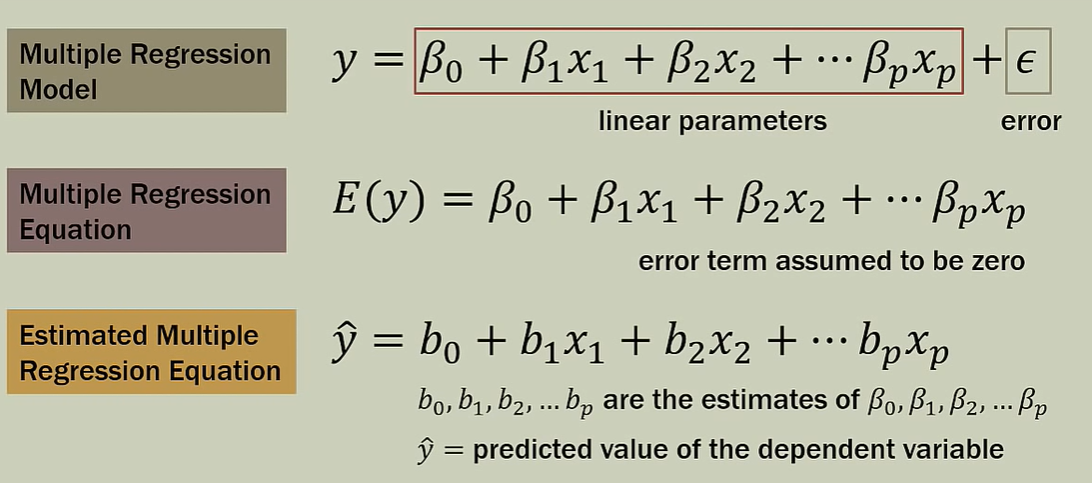 Multiple Regression
Model
y = β₀ + β₁x₁ + β₂x₂ + ⋯ βₚxₚ + ϵ
linear parameters
error
Multiple Regression
Equation
E(y) = β₀ + β₁x₁ + β₂x₂ + ⋯ βₚxₚ
error term assumed to be zero
Estimated Multiple
Regression Equation
ŷ = b₀ + b₁x₁ + b₂x₂ + ⋯ bₚxₚ
b₀, b₁, b₂, … bₚ are the estimates of β₀, β₁, β₂, … βₚ
ŷ = predicted value of the dependent variable